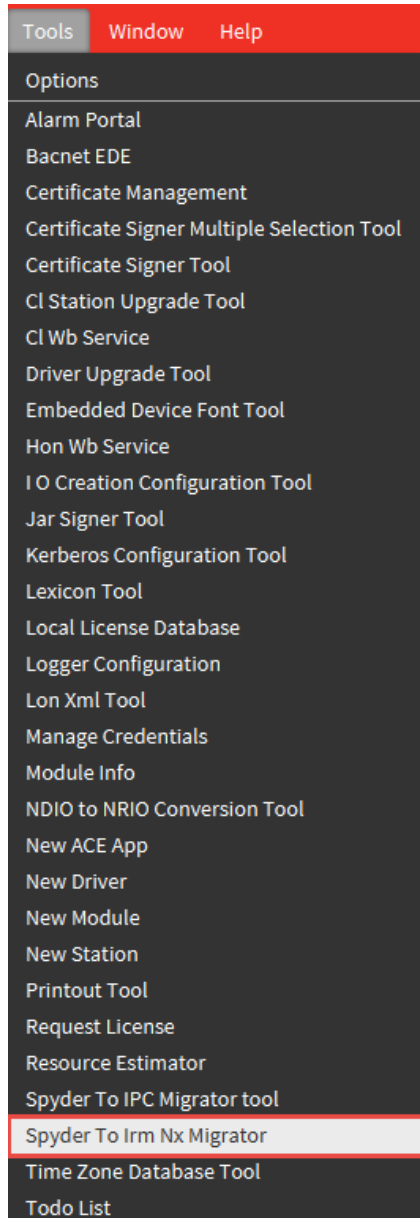 Tools Window Help
Options
Alarm Portal
Bacnet EDE
Certificate Management
Certificate Signer Multiple Selection Tool
Certificate Signer Tool
Cl Station Upgrade Tool
Cl Wb Service
Driver Upgrade Tool
Embedded Device Font Tool
Hon Wb Service
I O Creation Configuration Tool
Jar Signer Tool
Kerberos Configuration Tool
Lexicon Tool
Local License Database
Logger Configuration
Lon Xml Tool
Manage Credentials
Module Info
NDIO to NRIO Conversion Tool
New ACE App
New Driver
New Module
New Station
Printout Tool
Request License
Resource Estimator
Spyder To IPC Migrator tool
Spyder To Irm Nx Migrator
Time Zone Database Tool
Todo List